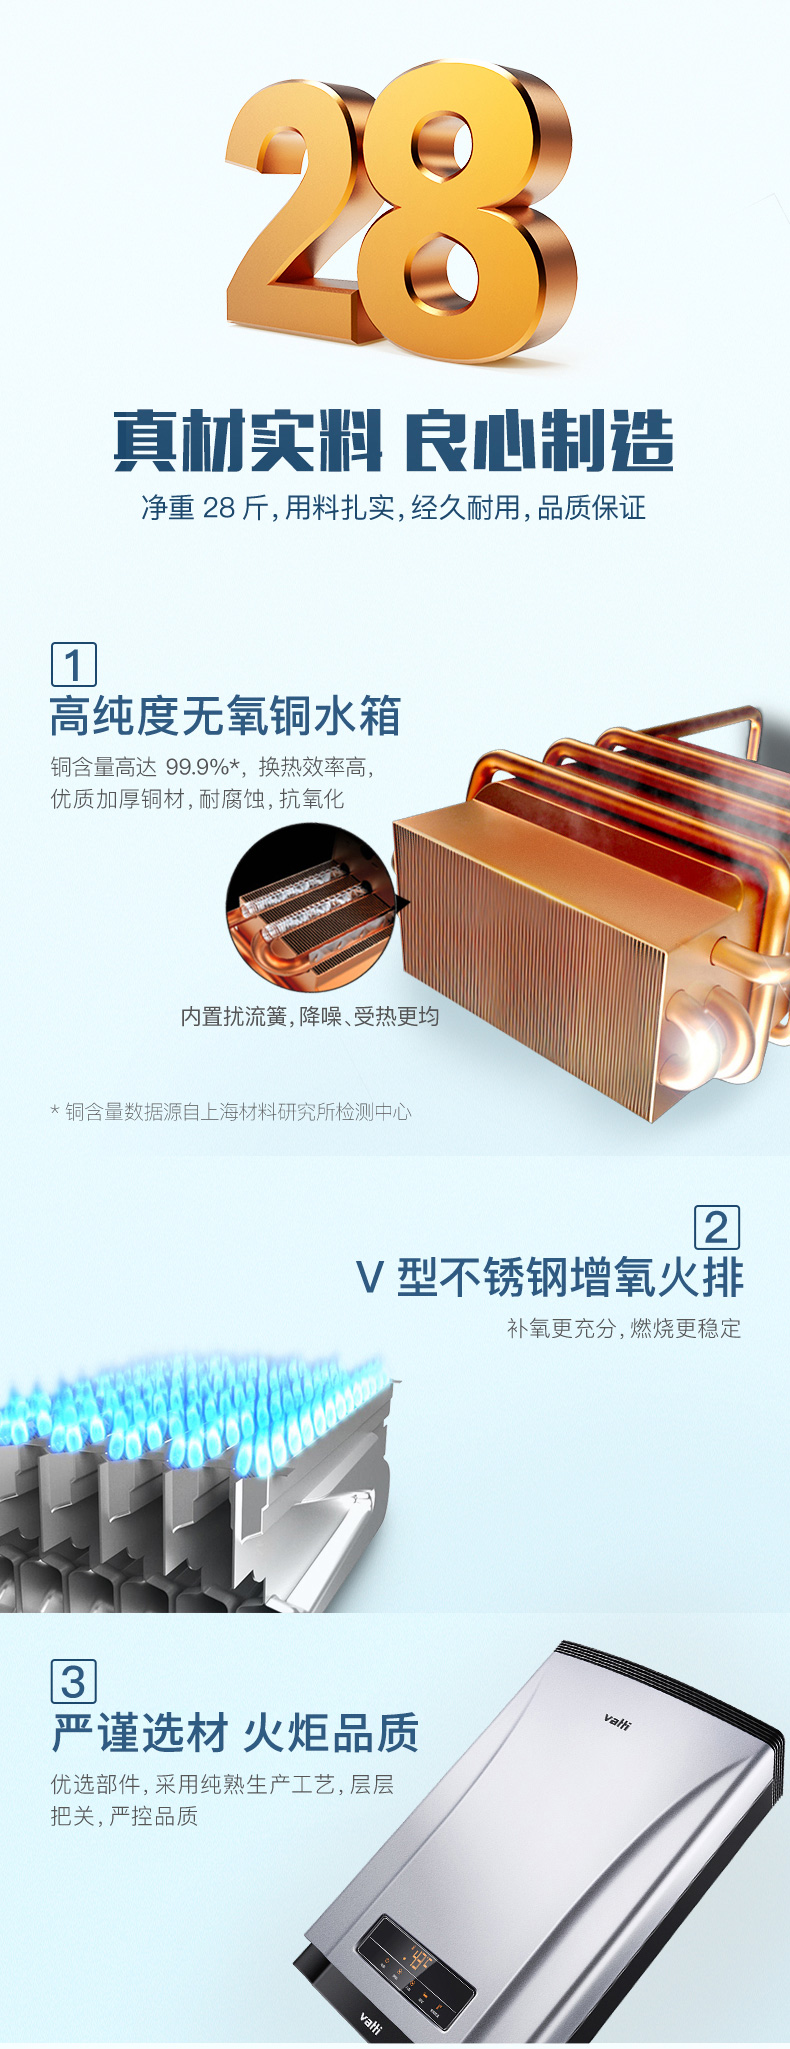 28
真材实料 良心制造
净重 28 斤, 用料扎实, 经久耐用, 品质保证
1
高纯度无氧铜水箱
铜含量高达 99.9%*, 换热效率高,
优质加厚铜材, 耐腐蚀, 抗氧化
内置扰流簧, 降噪、受热更均
* 铜含量数据源自上海材料研究所检测中心
2
V 型不锈钢增氧火排
补氧更充分, 燃烧更稳定
3
严谨选材 火炬品质
优选部件, 采用纯熟生产工艺, 层层
把关, 严控品质
vatti
vatti